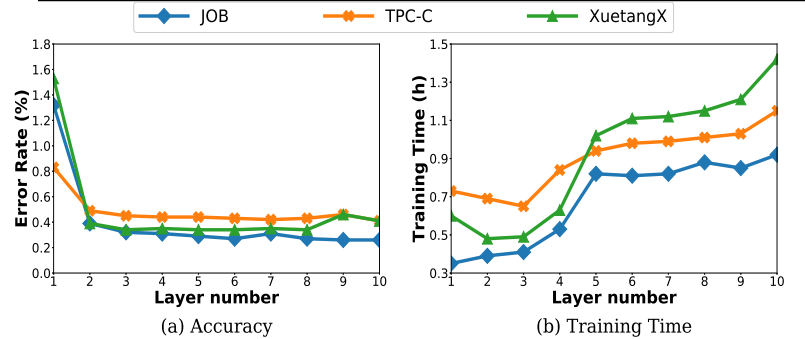 JOB TPC-C XuetangX
1.8
1.6
1.4
1.2
1.0
0.8
0.6
0.4
0.2
0.0
Error Rate (%)
1 2 3 4 5 6 7 8 9 10
Layer number
(a) Accuracy
1.5
1.3
1.1
0.9
0.7
0.5
0.3
Training Time (h)
1 2 3 4 5 6 7 8 9 10
Layer number
(b) Training Time